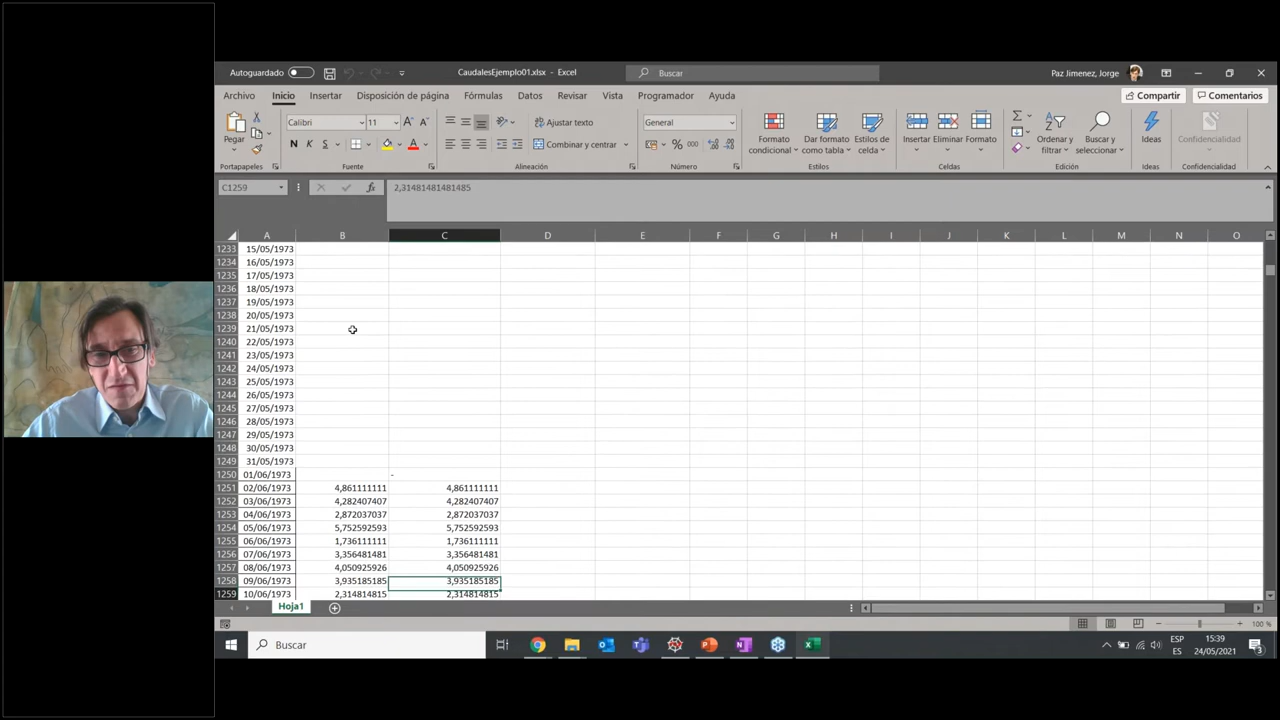 Autoguardado
CaudalesEjemplo01.xlsx - Excel
Buscar
Paz Jimenez, Jorge
Archivo Inicio Insertar Disposición de página Fórmulas Datos Revisar Vista Programador Ayuda
Compartir Comentarios
Pegar
Calibri 11
N K S
Ajustar texto
Combinar y centrar
General
% 000
Formato condicional
Dar formato como tabla
Estilos de celda
Insertar Eliminar Formato
Ordenar y filtrar
Buscar y seleccionar
Ideas
Confidencialidad
Portapapeles Fuente Alineación Número Estilos Celdas Edición Ideas Confidencialidad
C1259 fx 2,31481481481485
A B C D E F G H I J K L M N O
1233 15/05/1973
1234 16/05/1973
1235 17/05/1973
1236 18/05/1973
1237 19/05/1973
1238 20/05/1973
1239 21/05/1973
1240 22/05/1973
1241 23/05/1973
1242 24/05/1973
1243 25/05/1973
1244 26/05/1973
1245 27/05/1973
1246 28/05/1973
1247 29/05/1973
1248 30/05/1973
1249 31/05/1973
1250 01/06/1973 -
1251 02/06/1973 4,861111111 4,861111111
1252 03/06/1973 4,282407407 4,282407407
1253 04/06/1973 2,872037037 2,872037037
1254 05/06/1973 5,752592593 5,752592593
1255 06/06/1973 1,736111111 1,736111111
1256 07/06/1973 3,356481481 3,356481481
1257 08/06/1973 4,050925926 4,050925926
1258 09/06/1973 3,935185185 3,935185185
1259 10/06/1973 2,314814815 2,314814815
Hoja1
100 %
Buscar
ESP
ES
15:39
24/05/2021
3